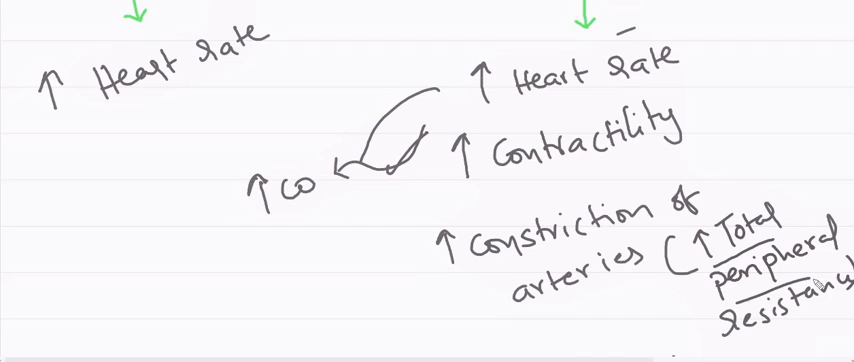 ↑ Heart rate
↑ Heart rate
↑ Contractility
↑ CO
↑ Constriction of
arteries ( ↑ Total
peripheral
resistance